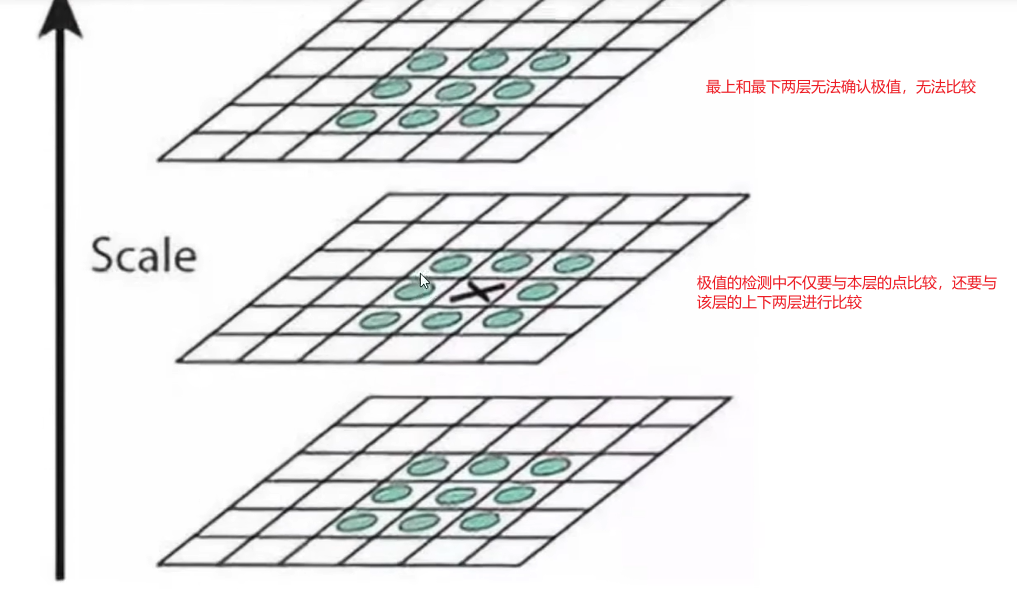 最上和最下两层无法确认极值，无法比较
Scale
极值的检测中不仅要与本层的点比较，还要与
该层的上下两层进行比较